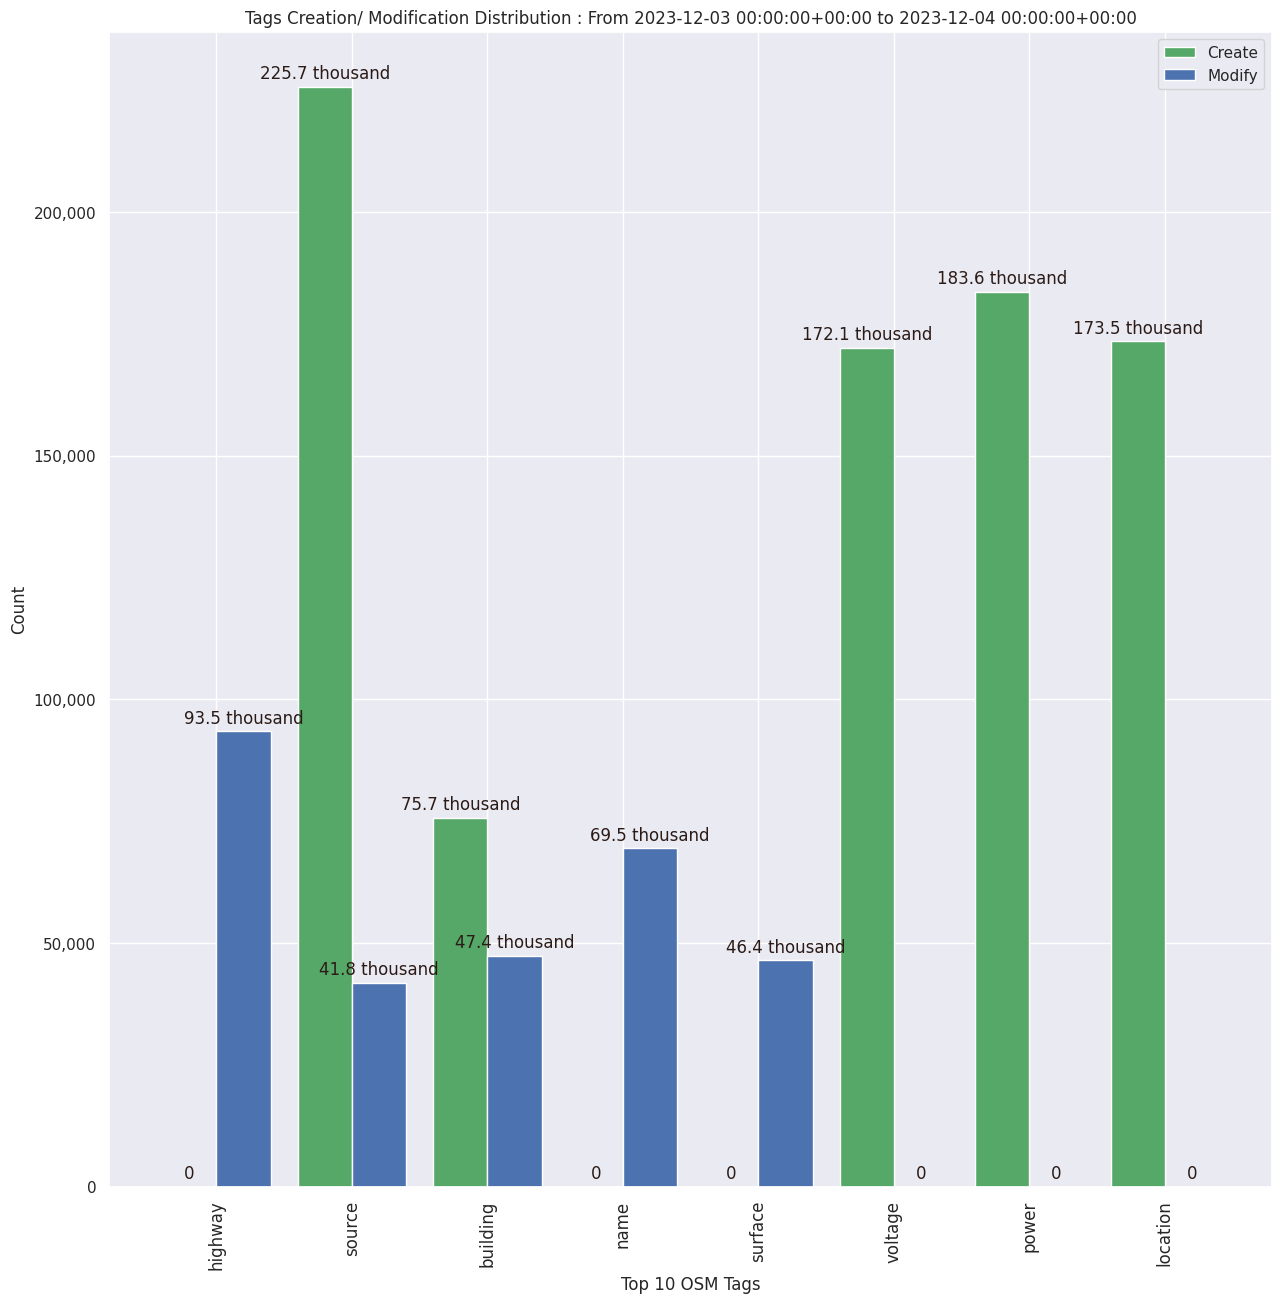 Tags Creation/ Modification Distribution : From 2023-12-03 00:00:00+00:00 to 2023-12-04 00:00:00+00:00
Create
Modify
225.7 thousand
200,000
183.6 thousand
172.1 thousand
173.5 thousand
150,000
Count
100,000
93.5 thousand
75.7 thousand
69.5 thousand
50,000
47.4 thousand
46.4 thousand
41.8 thousand
0
0
0
0
0
0
0
highway
source
building
name
surface
voltage
power
location
Top 10 OSM Tags